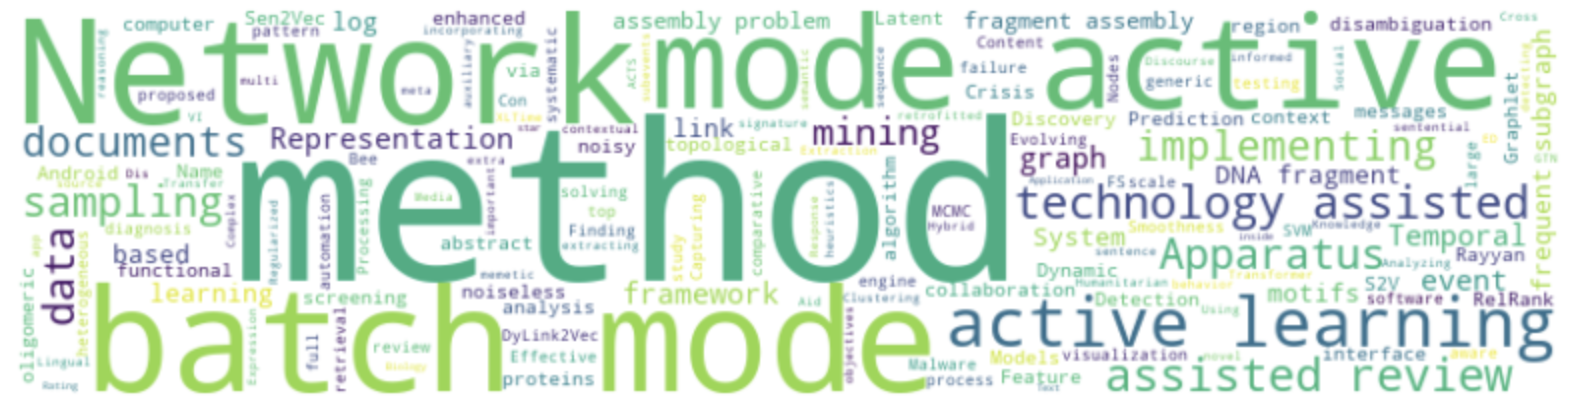 computer
Sen2Vec
log
enhanced
assembly problem
Latent
fragment assembly
region
disambiguation
Cross
pattern
incorporating
Network
mode active
reasoning
multi
proposed
VI
meta
auxiliary
via
Con
XLTime
systematic
ACTS
subevents
semantic
sequence
Content
failure
Crisis
Nodes
Discourse
generic
informed
testing
Social
detecting
subgraph
Graphlet
star
contextual
noisy
link
signature
topological
mining
retrofitted
Extraction
Discovery
Prediction
context
messages
sentential
Evolving
ED
GTN
documents
Representation
Bee
extra
graph
implementing
large
Android
Dis
Name
source
Transfer
sampling
diagnosis
Complex
Regularized
automation
Processing
Media
important
method
solving
top
Finding
extracting
abstract
study
Capturing
comparative
Response
heuristics
algorithm
MCMC
Hybrid
Application
FSscale
DNA fragment
technology assisted
frequent
System
Smoothness
inside
SVM
Knowledge
Temporal
sentence
Apparatus
Analyzing
Rayyan
data
app
heterogeneous
oligomeric
based
functional
learning
screening
memetic
noiseless
analysis
framework
Aid
engine
Clustering
collaboration
Dynamic
Humanitarian
behavior
Transformer
S2V
event
Detection
Using
motifs
software
RelRank
batch mode
active learning
Expression
full
retrieval
review
Biology
DyLink2Vec
Effective
proteins
objectives
Malware
process
Models
visualization
Feature
Text
novel
interface
aware
assisted review
Lingual
Rating